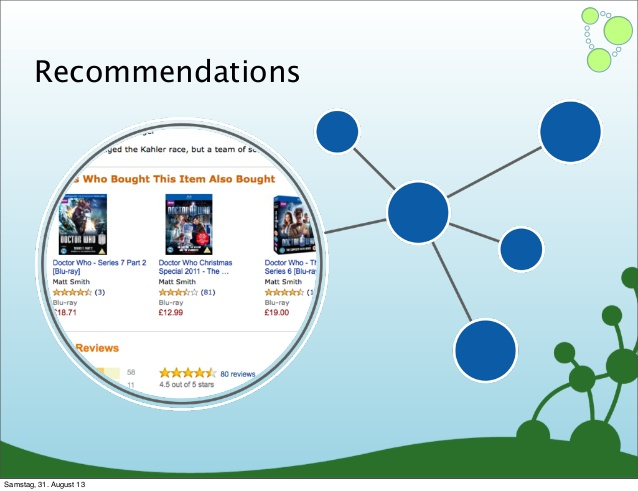 Recommendations
ged the Kahler race, but a team of
Who Bought This Item Also Bought
Doctor Who - Series 7 Part 2
[Blu-ray]
Matt Smith
(3)
Blu-ray
£18.71
Doctor Who Christmas
Special 2011 - The ...
Matt Smith
(81)
Blu-ray
£12.99
Doctor Who - Th
Series 6 [Blu-ra
Matt Smith
(1
Blu-ray
£19.00
Reviews
58
11
80 reviews
4.5 out of 5 stars
DOCTOR WHO
DOCTOR WHO
Samstag, 31. August 13